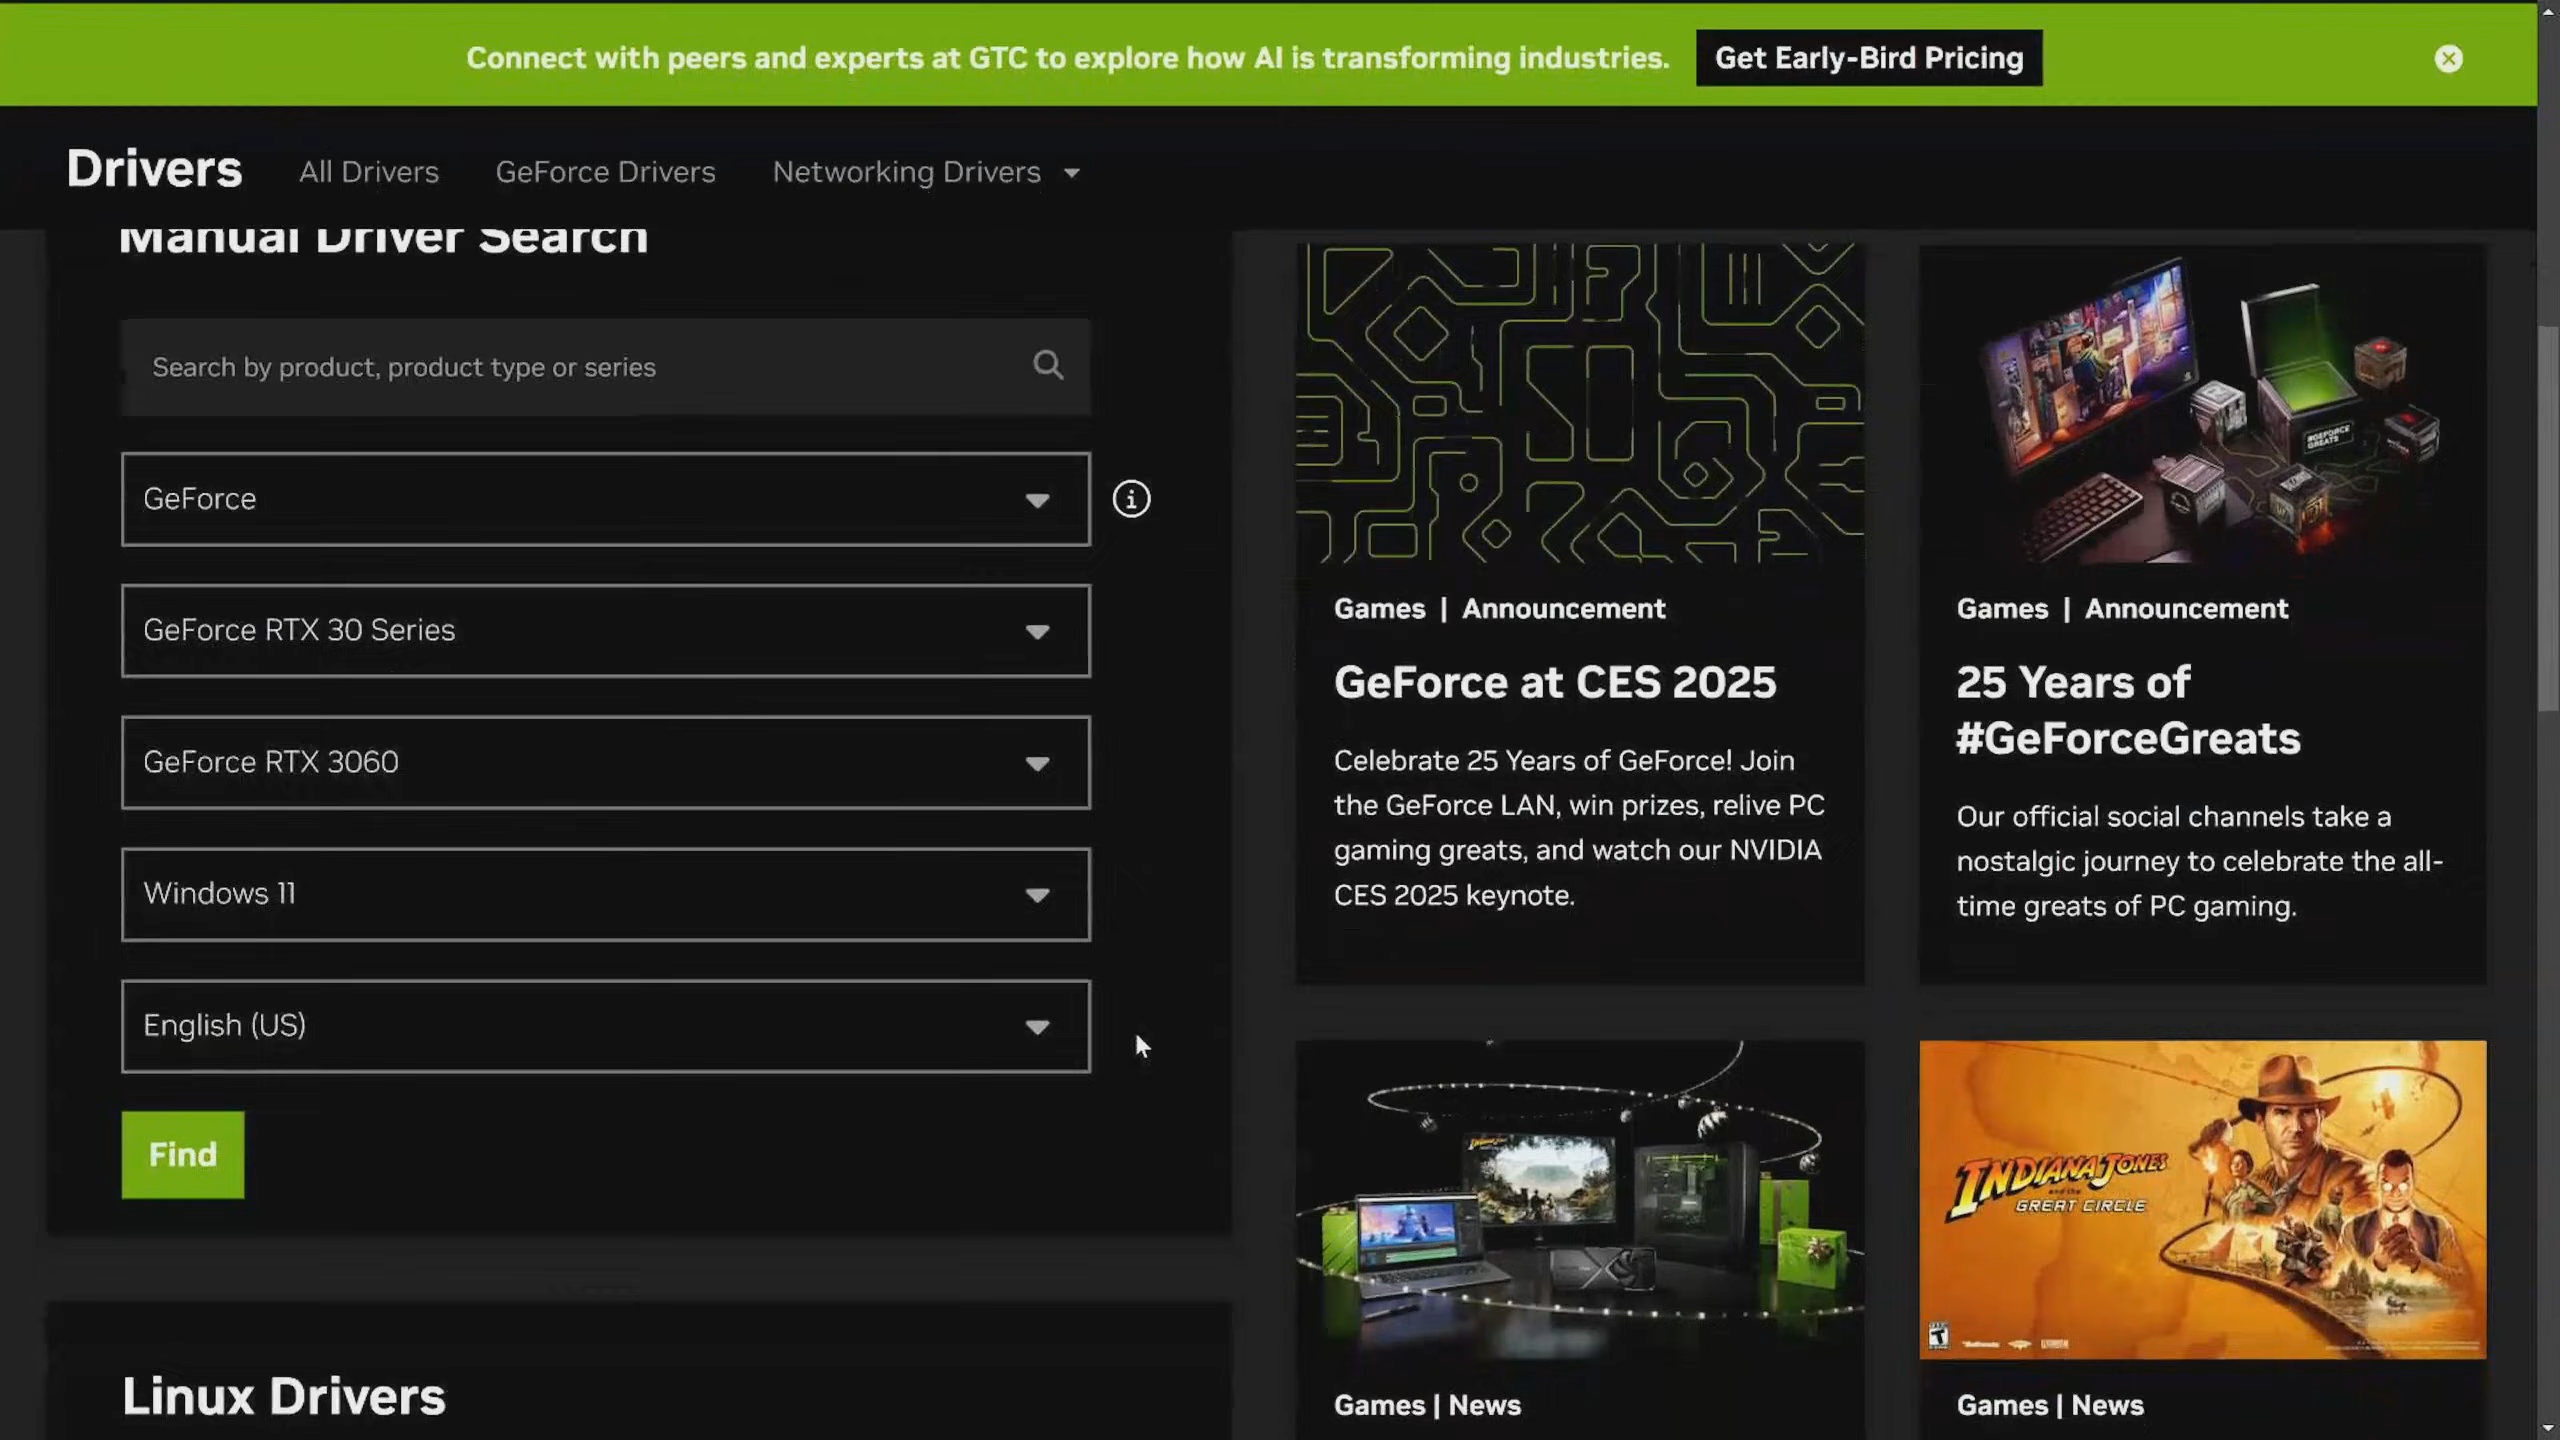 Connect with peers and experts at GTC to explore how AI is transforming industries.
Get Early-Bird Pricing
Drivers
All Drivers
GeForce Drivers
Networking Drivers
Manual Driver Search
Search by product, product type or series
GeForce
GeForce RTX 30 Series
GeForce RTX 3060
Windows 11
English (US)
Find
Linux Drivers
#GEFORCE
GREATS
Games | Announcement
GeForce at CES 2025
Celebrate 25 Years of GeForce! Join
the GeForce LAN, win prizes, relive PC
gaming greats, and watch our NVIDIA
CES 2025 keynote.
Games | Announcement
25 Years of
#GeForceGreats
Our official social channels take a
nostalgic journey to celebrate the all-
time greats of PC gaming.
INDIANA JONES
and the
GREAT CIRCLE
T
Games | News
Games | News